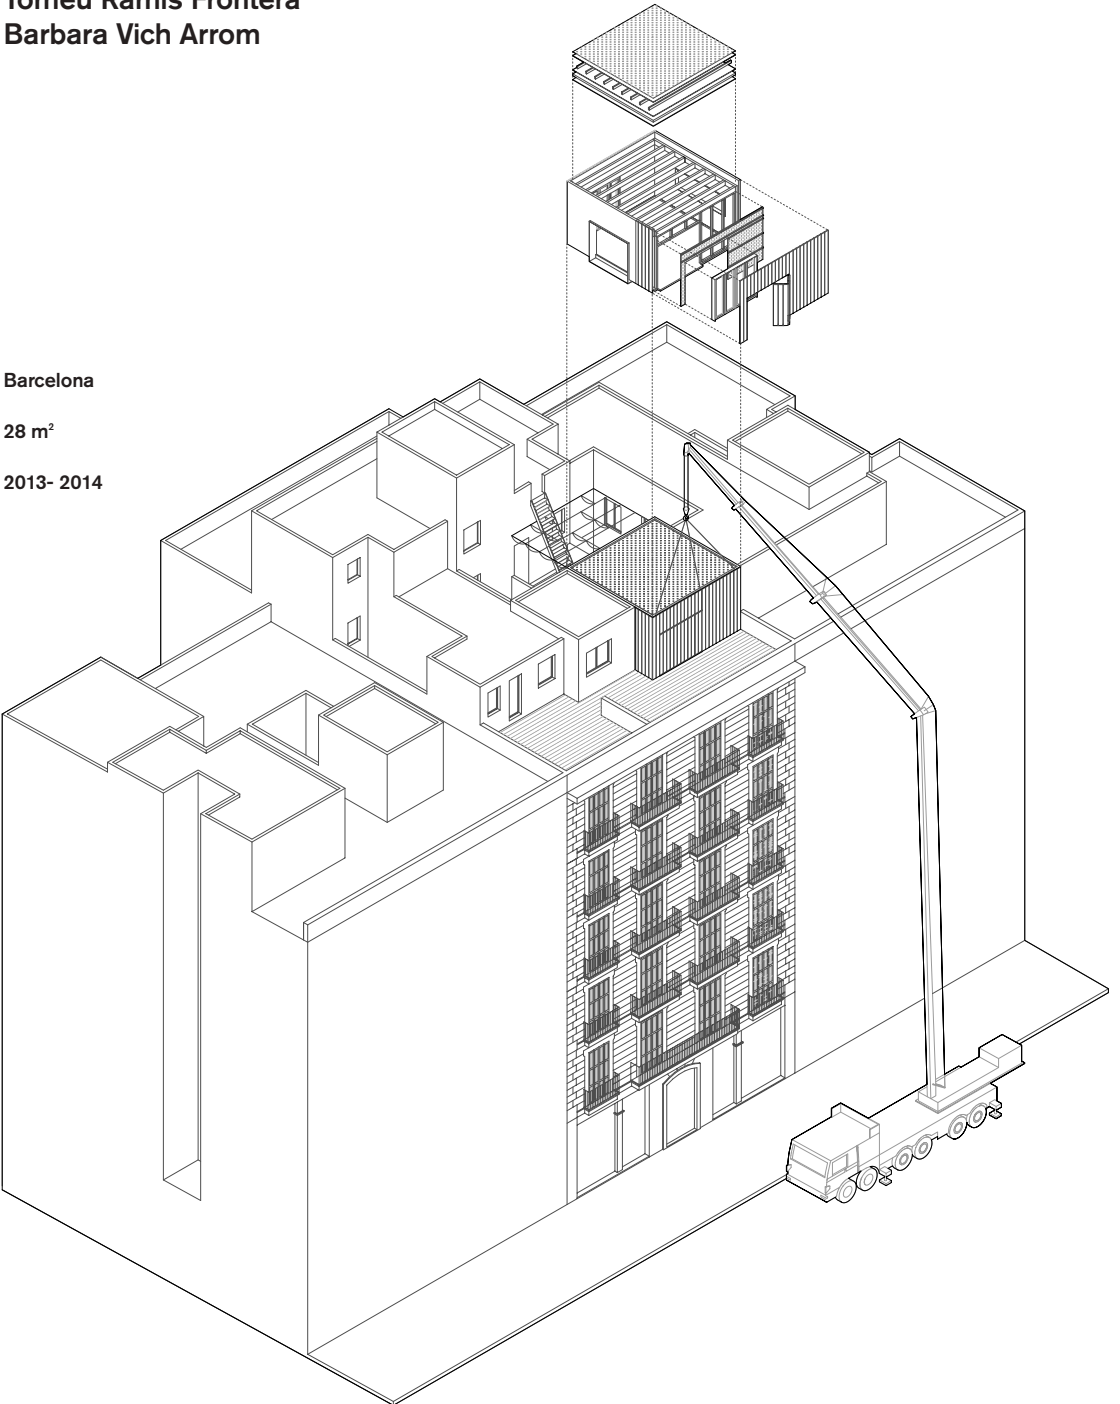 Tomeu Ramis Frontera
Barbara Vich Arrom
Barcelona
28 m²
2013- 2014